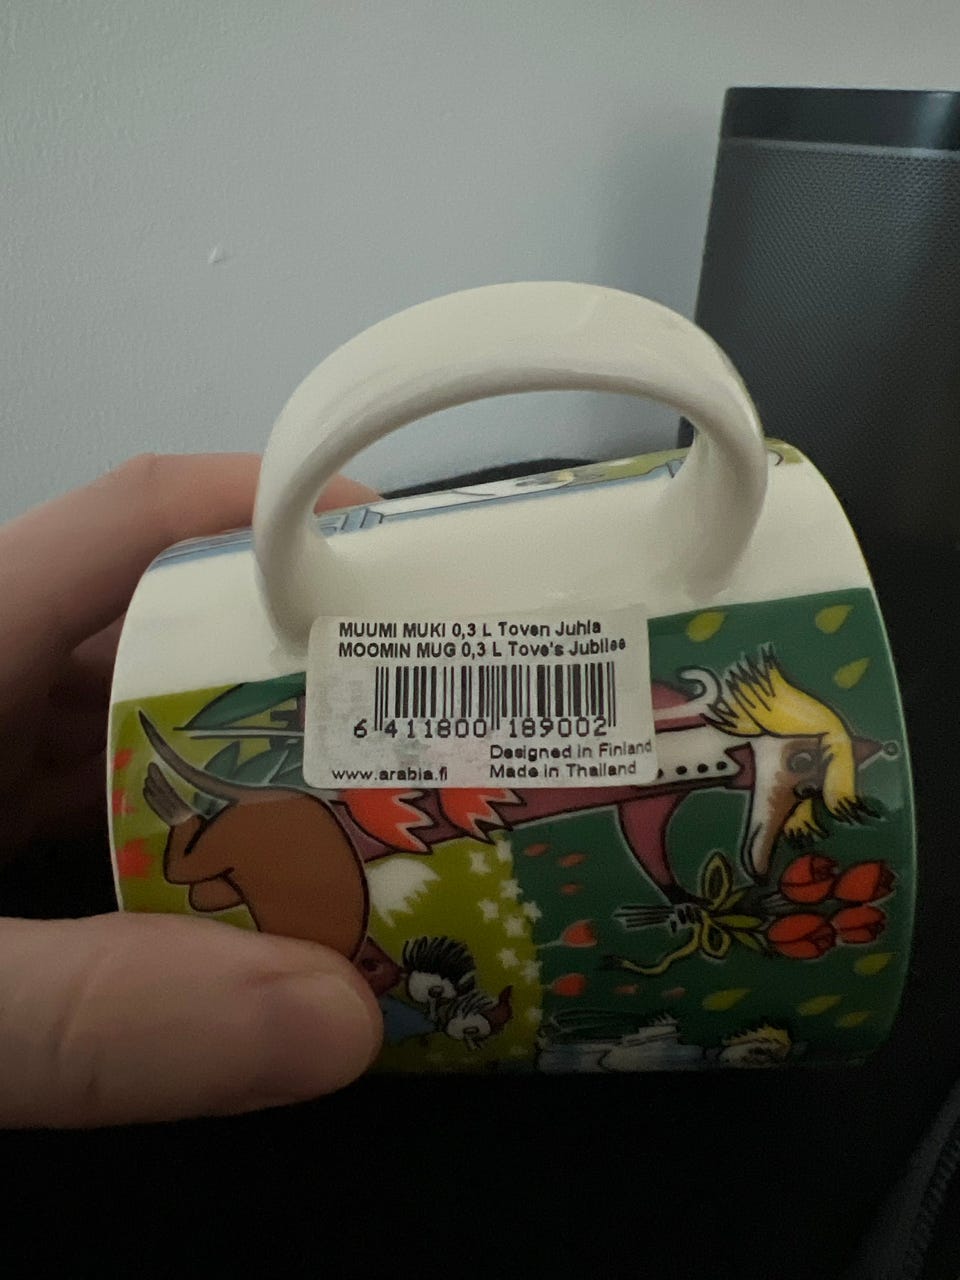 MUUMI MUKI 0,3 L Toven Juhla
MOOMIN MUG 0,3 L Tove's Jubilee
6 411800 189002
Designed in Finland
www.arabia.fi Made in Thailand